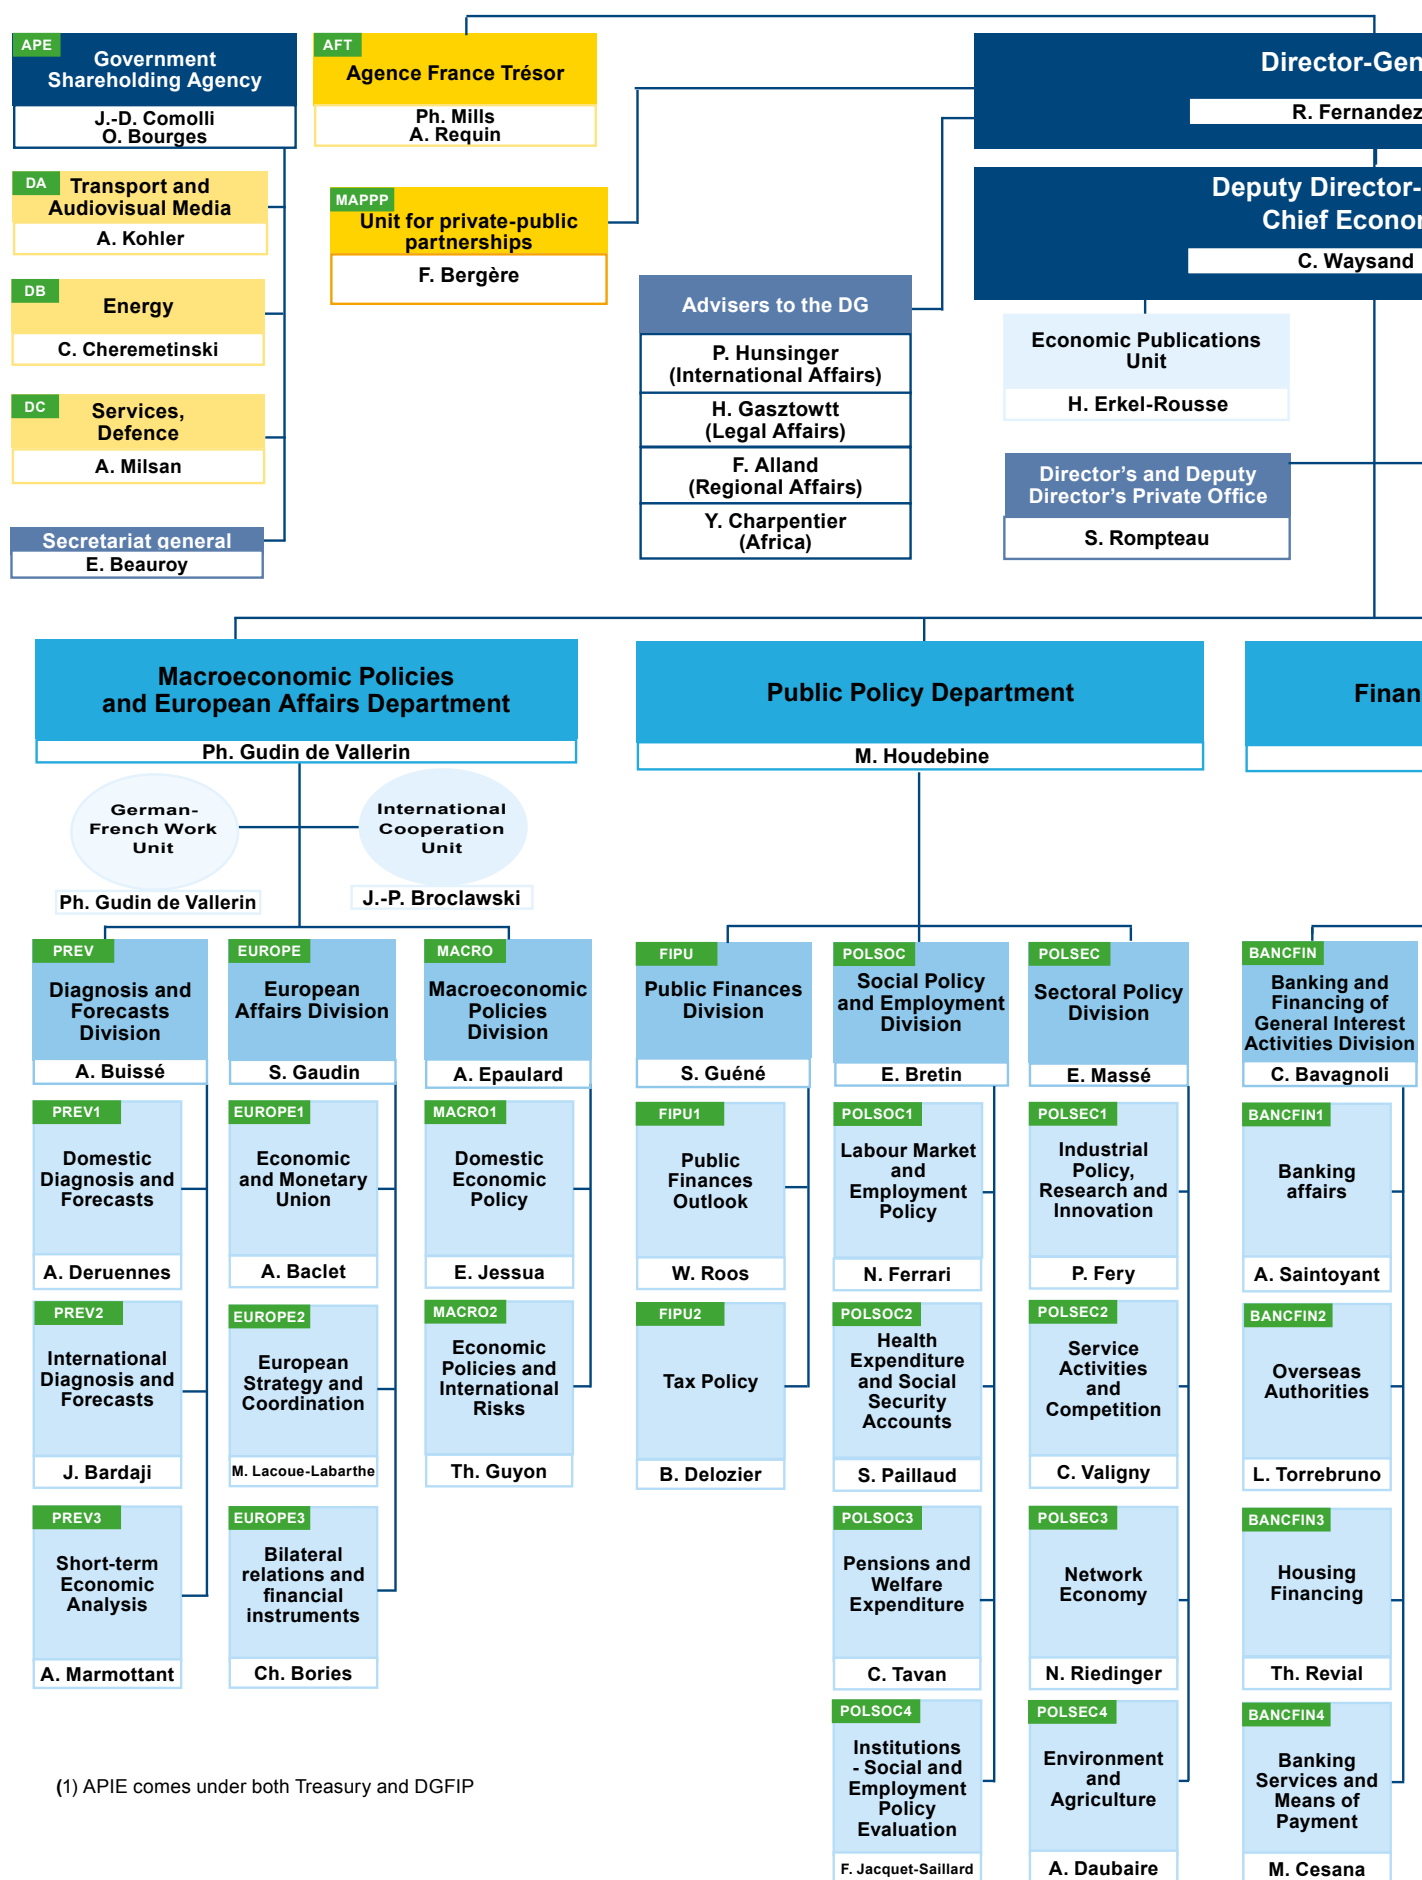 APE
Government
Shareholding Agency
J.-D. Comolli
O. Bourges
DA
Transport and
Audiovisual Media
A. Kohler
DB
Energy
C. Cheremetinski
DC
Services,
Defence
A. Milsan
Secretariat general
E. Beauroy
AFT
Agence France Trésor
Ph. Mills
A. Requin
MAPPP
Unit for private-public
partnerships
F. Bergère
Advisers to the DG
P. Hunsinger
(International Affairs)
H. Gasztowtt
(Legal Affairs)
F. Alland
(Regional Affairs)
Y. Charpentier
(Africa)
Director-Gen
R. Fernandez
Deputy Director-
Chief Econo
C. Waysand
Economic Publications
Unit
H. Erkel-Rousse
Director's and Deputy
Director's Private Office
S. Rompteau
Macroeconomic Policies
and European Affairs Department
Ph. Gudin de Vallerin
German-
French Work
Unit
Ph. Gudin de Vallerin
International
Cooperation
Unit
J.-P. Broclawski
PREV
Diagnosis and
Forecasts
Division
A. Buissé
PREV1
Domestic
Diagnosis and
Forecasts
A. Deruennes
PREV2
International
Diagnosis and
Forecasts
J. Bardaji
PREV3
Short-term
Economic
Analysis
A. Marmottant
EUROPE
European
Affairs Division
S. Gaudin
EUROPE1
Economic
and Monetary
Union
A. Baclet
EUROPE2
European
Strategy and
Coordination
M. Lacoue-Labarthe
EUROPE3
Bilateral
relations and
financial
instruments
Ch. Bories
MACRO
Macroeconomic
Policies
Division
A. Epaulard
MACRO1
Domestic
Economic
Policy
E. Jessua
MACRO2
Economic
Policies and
International
Risks
Th. Guyon
Public Policy Department
M. Houdebine
FIPU
Public Finances
Division
S. Guéné
FIPU1
Public
Finances
Outlook
W. Roos
FIPU2
Tax Policy
B. Delozier
POLSOC
Social Policy
and Employment
Division
E. Bretin
POLSOC1
Labour Market
and
Employment
Policy
N. Ferrari
POLSOC2
Health
Expenditure
and Social
Security
Accounts
S. Paillaud
POLSOC3
Pensions and
Welfare
Expenditure
C. Tavan
POLSOC4
Institutions
- Social and
Employment
Policy
Evaluation
F. Jacquet-Saillard
POLSEC
Sectoral Policy
Division
E. Massé
POLSEC1
Industrial
Policy,
Research and
Innovation
P. Fery
POLSEC2
Service
Activities
and
Competition
C. Valigny
POLSEC3
Network
Economy
N. Riedinger
POLSEC4
Environment
and
Agriculture
A. Daubaire
Finan
BANCFIN
Banking and
Financing of
General Interest
Activities Division
C. Bavagnoli
BANCFIN1
Banking
affairs
A. Saintoyant
BANCFIN2
Overseas
Authorities
L. Torrebruno
BANCFIN3
Housing
Financing
Th. Revial
BANCFIN4
Banking
Services and
Means of
Payment
M. Cesana
(1) APIE comes under both Treasury and DGFIP